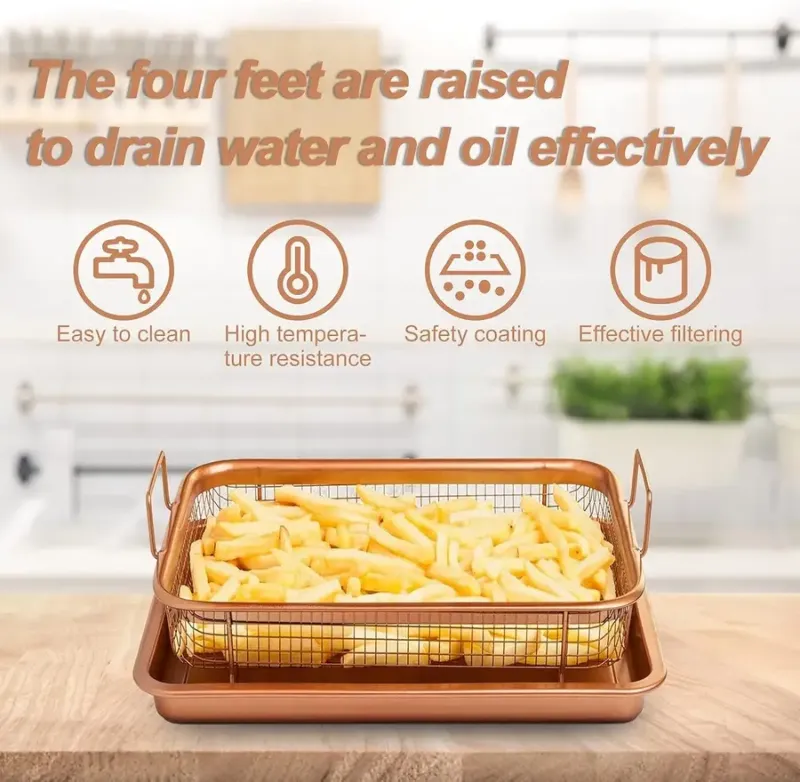 The four feet are raised
to drain water and oil effectively
Easy to clean
High tempera-
ture resistance
Safety coating
Effective filtering